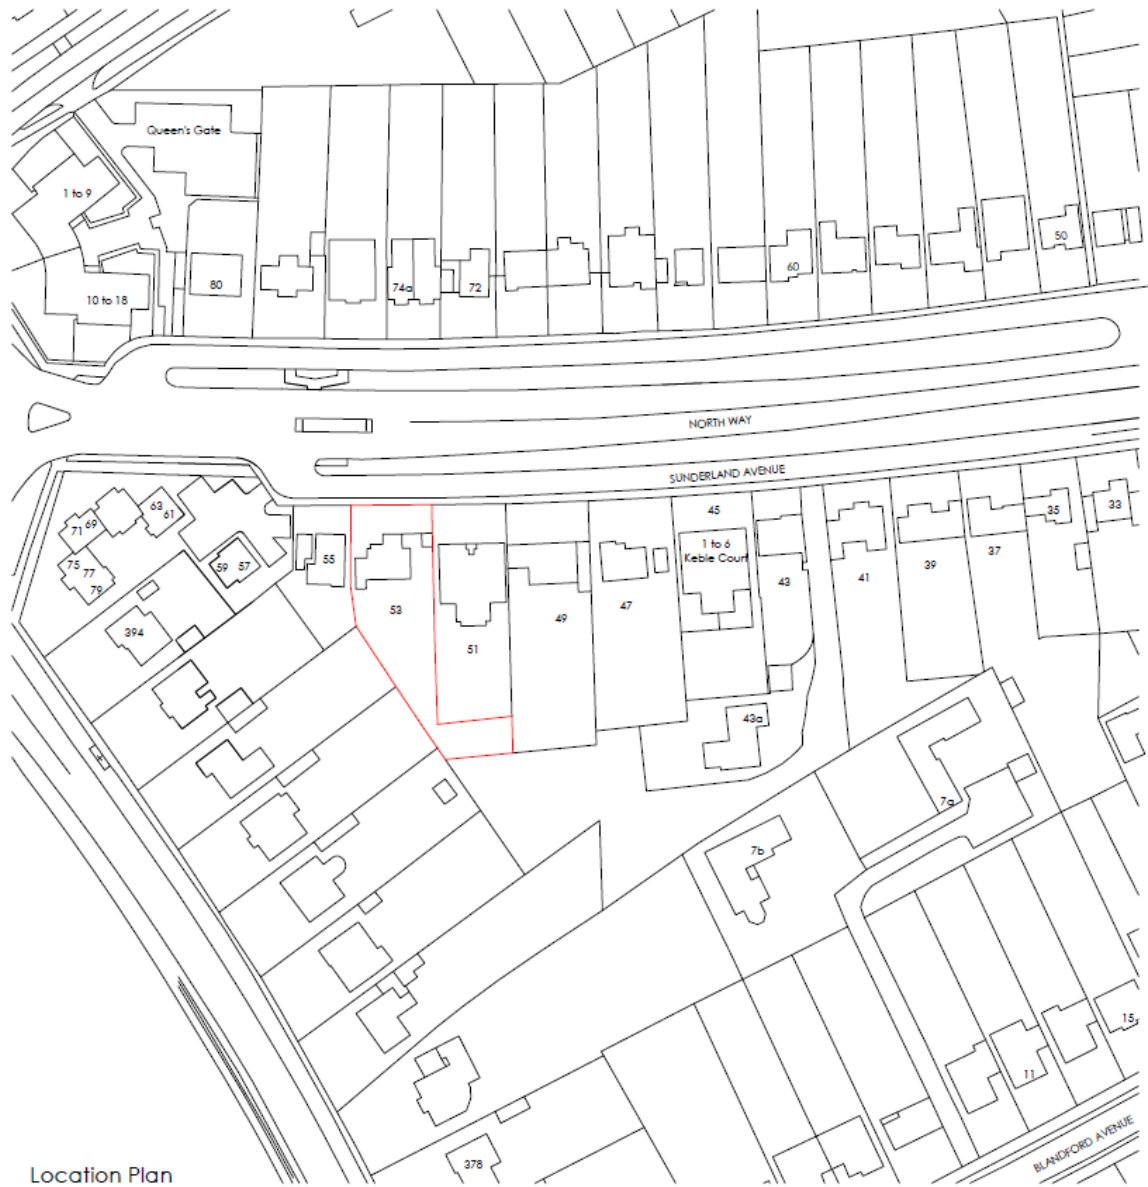 Queen's Gate
1 to 9
10 to 18
80
74a
72
60
50
NORTH WAY
SUNDERLAND AVENUE
71
69
63
61
75
77
79
59
57
55
53
51
49
47
45
1 to 6
Keble Court
43
41
39
37
35
33
394
43a
7a
7b
11
15
378
BLANDFORD AVENUE
Location Plan